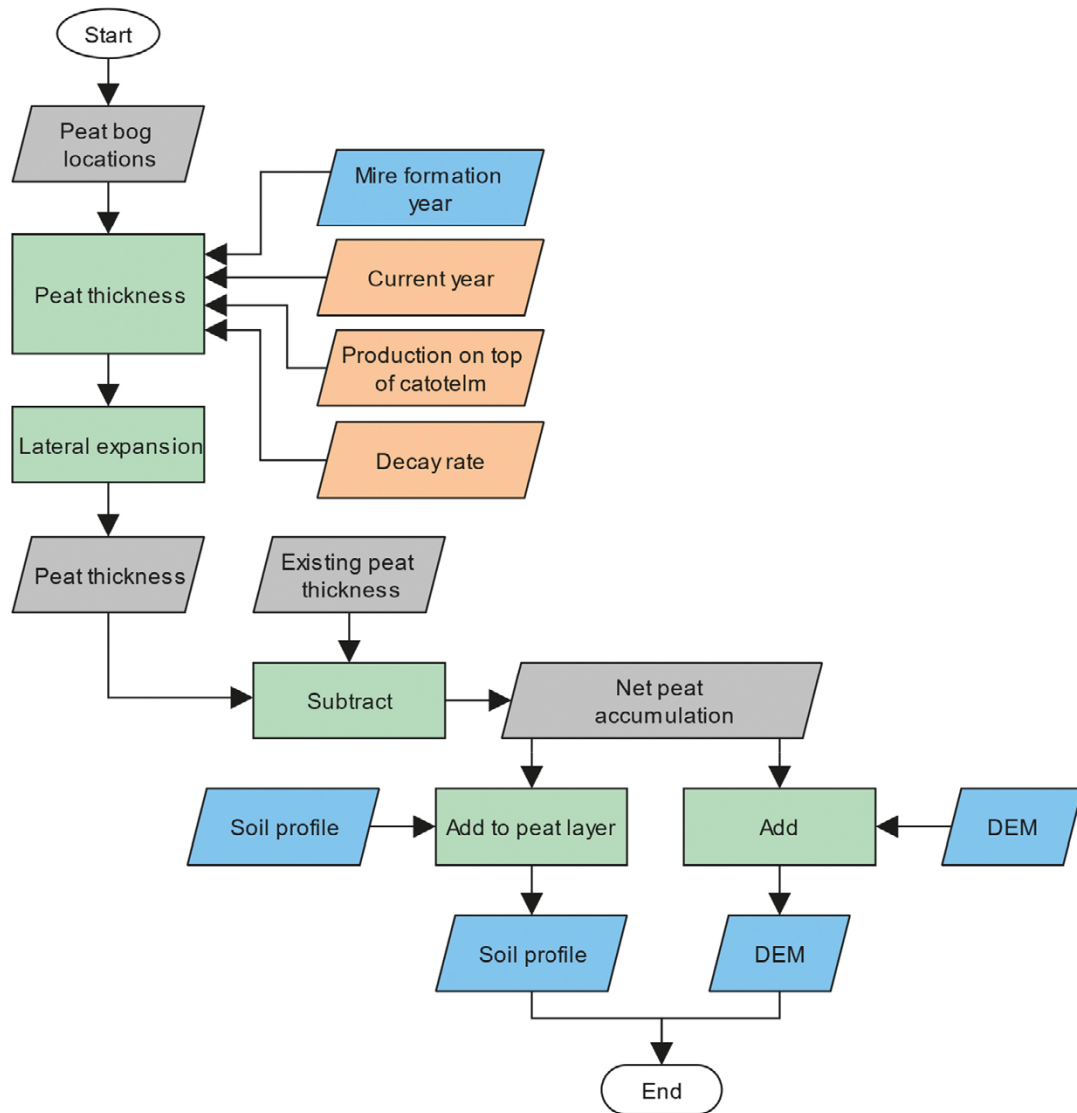 Start
Peat bog
locations
Mire formation
year
Peat thickness
Current year
Production on top
of catotelm
Lateral expansion
Decay rate
Peat thickness
Existing peat
thickness
Subtract
Net peat
accumulation
Soil profile
Add to peat layer
Add
DEM
Soil profile
DEM
End